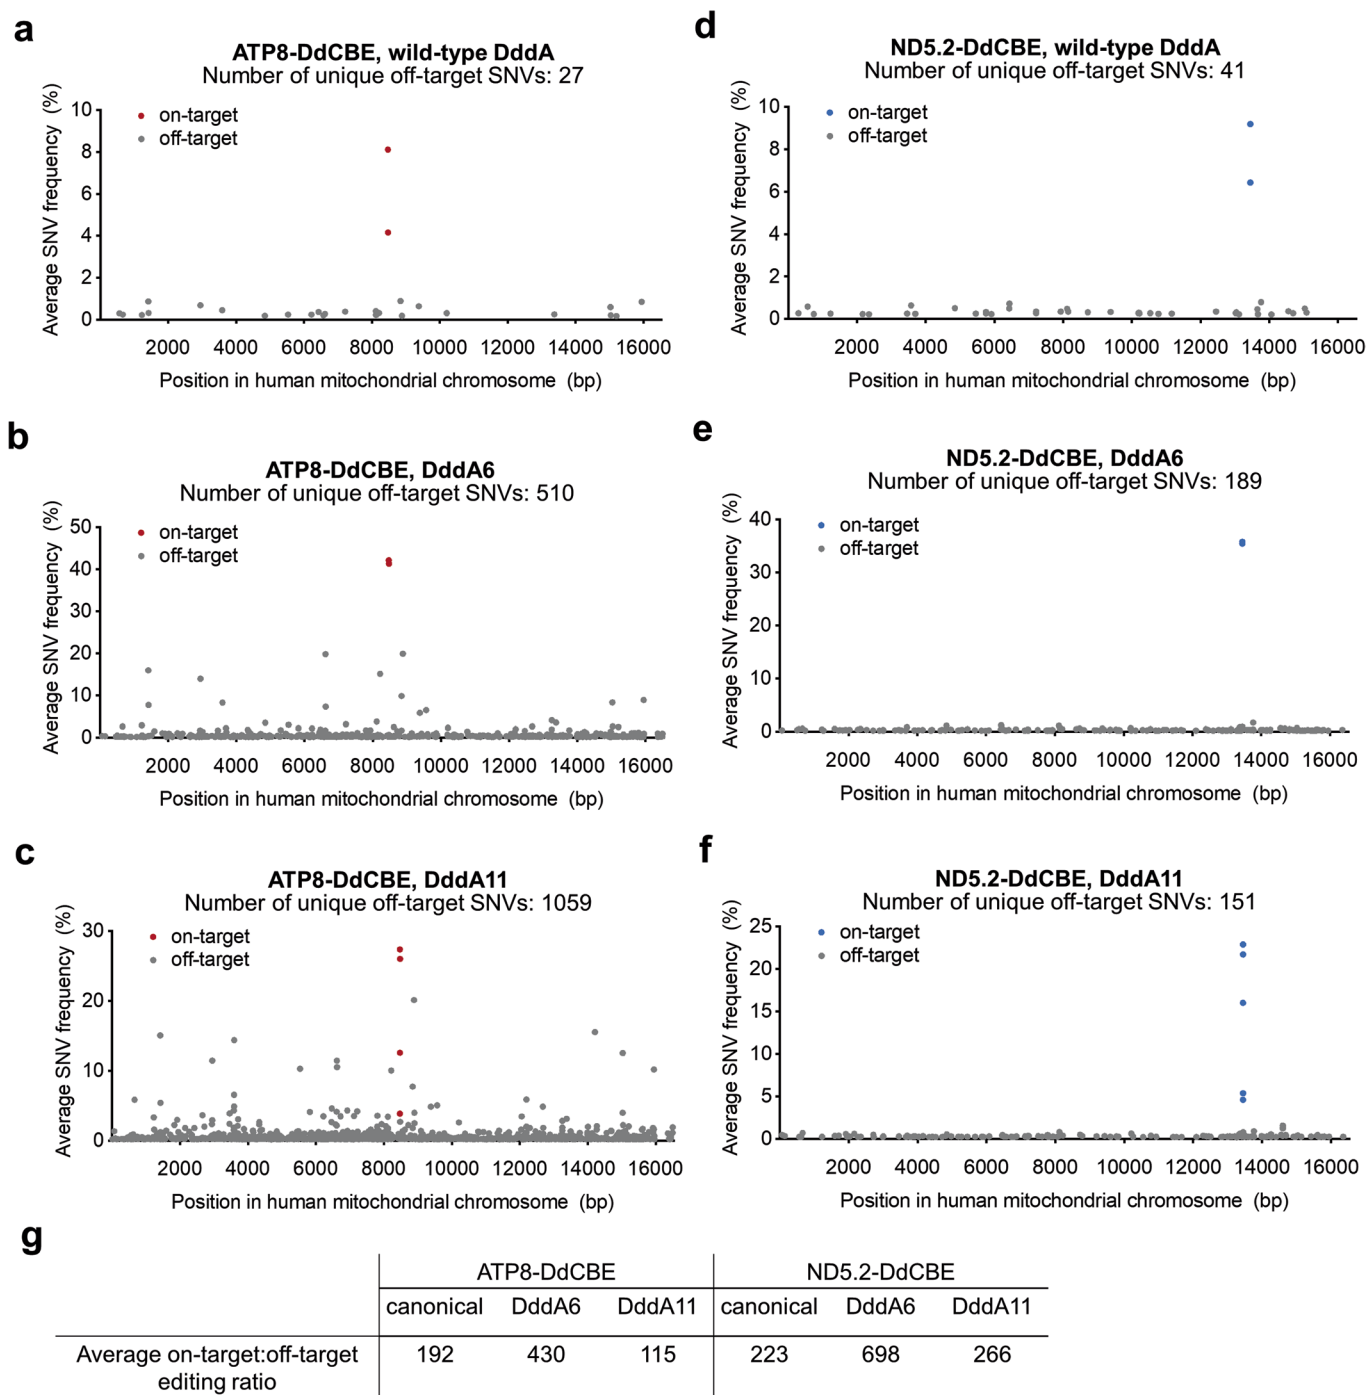 a
ATP8-DdCBE, wild-type DddA
Number of unique off-target SNVs: 27
Average SNV frequency (%)
10
8
6
4
2
0
on-target
off-target
2000 4000 6000 8000 10000 12000 14000 16000
Position in human mitochondrial chromosome (bp)
b
ATP8-DdCBE, DddA6
Number of unique off-target SNVs: 510
Average SNV frequency (%)
50
40
30
20
10
0
on-target
off-target
2000 4000 6000 8000 10000 12000 14000 16000
Position in human mitochondrial chromosome (bp)
c
ATP8-DdCBE, DddA11
Number of unique off-target SNVs: 1059
Average SNV frequency (%)
30
20
10
0
on-target
off-target
2000 4000 6000 8000 10000 12000 14000 16000
Position in human mitochondrial chromosome (bp)
d
ND5.2-DdCBE, wild-type DddA
Number of unique off-target SNVs: 41
Average SNV frequency (%)
10
8
6
4
2
0
on-target
off-target
2000 4000 6000 8000 10000 12000 14000 16000
Position in human mitochondrial chromosome (bp)
e
ND5.2-DdCBE, DddA6
Number of unique off-target SNVs: 189
Average SNV frequency (%)
40
30
20
10
0
on-target
off-target
2000 4000 6000 8000 10000 12000 14000 16000
Position in human mitochondrial chromosome (bp)
f
ND5.2-DdCBE, DddA11
Number of unique off-target SNVs: 151
Average SNV frequency (%)
25
20
15
10
5
0
on-target
off-target
2000 4000 6000 8000 10000 12000 14000 16000
Position in human mitochondrial chromosome (bp)
g
ATP8-DdCBE ND5.2-DdCBE
canonical DddA6 DddA11 canonical DddA6 DddA11
Average on-target:off-target 192 430 115 223 698 266
editing ratio